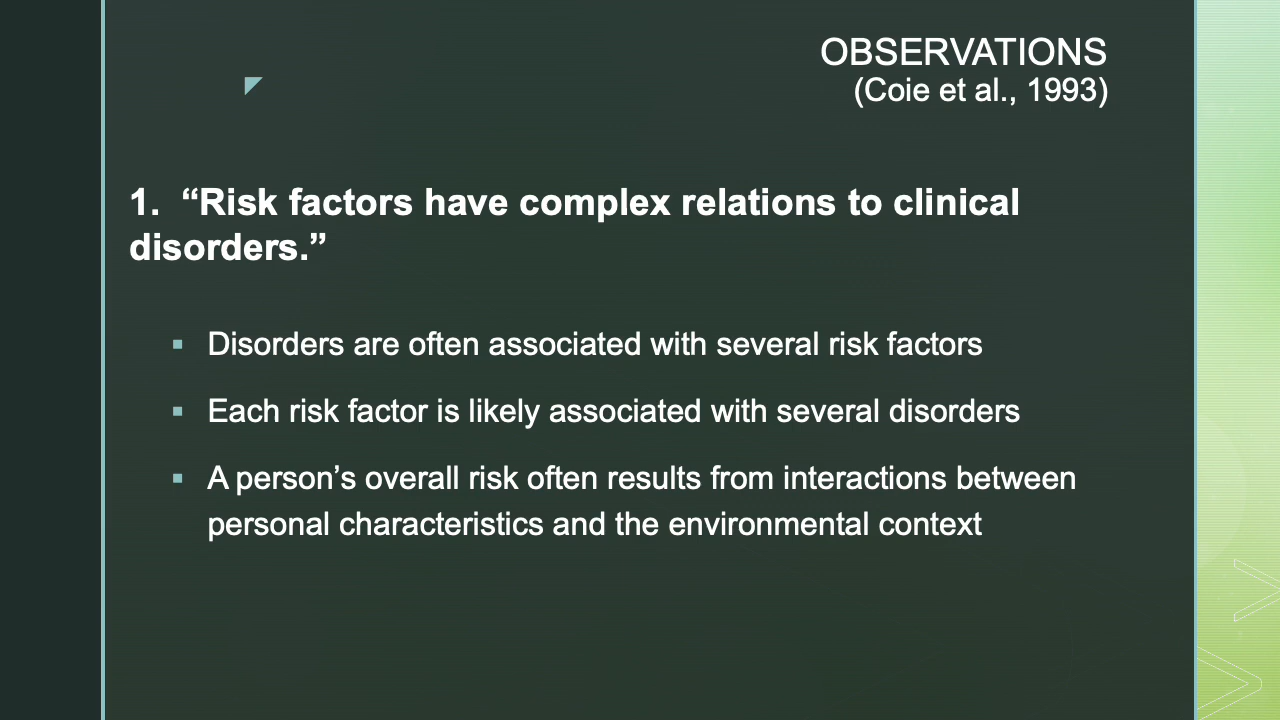 OBSERVATIONS
(Coie et al., 1993)
1.  “Risk factors have complex relations to clinical
disorders.”
▪ Disorders are often associated with several risk factors
▪ Each risk factor is likely associated with several disorders
▪ A person’s overall risk often results from interactions between
personal characteristics and the environmental context